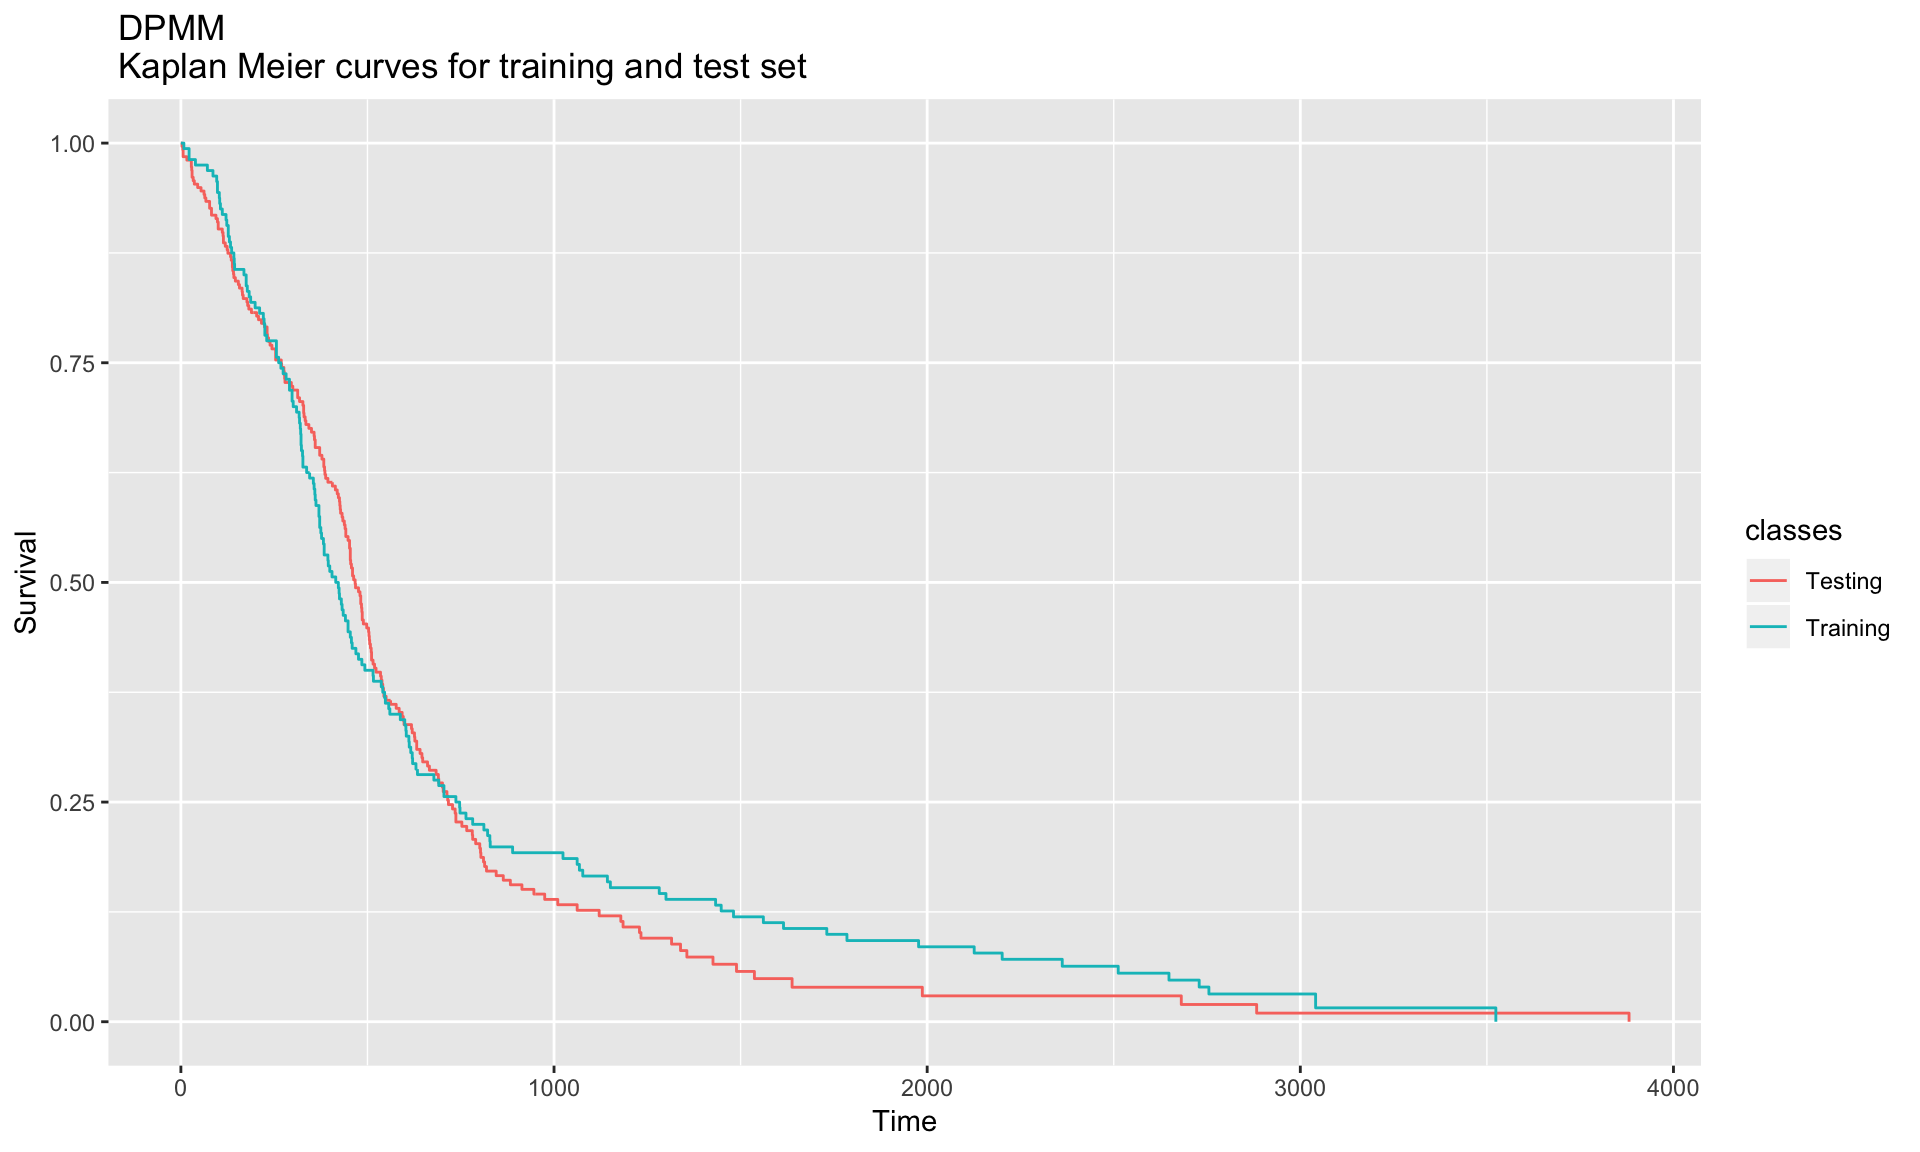 DPMM
Kaplan Meier curves for training and test set
1.00
0.75
0.50
0.25
0.00
Survival
0
1000
2000
3000
4000
Time
classes
Testing
Training